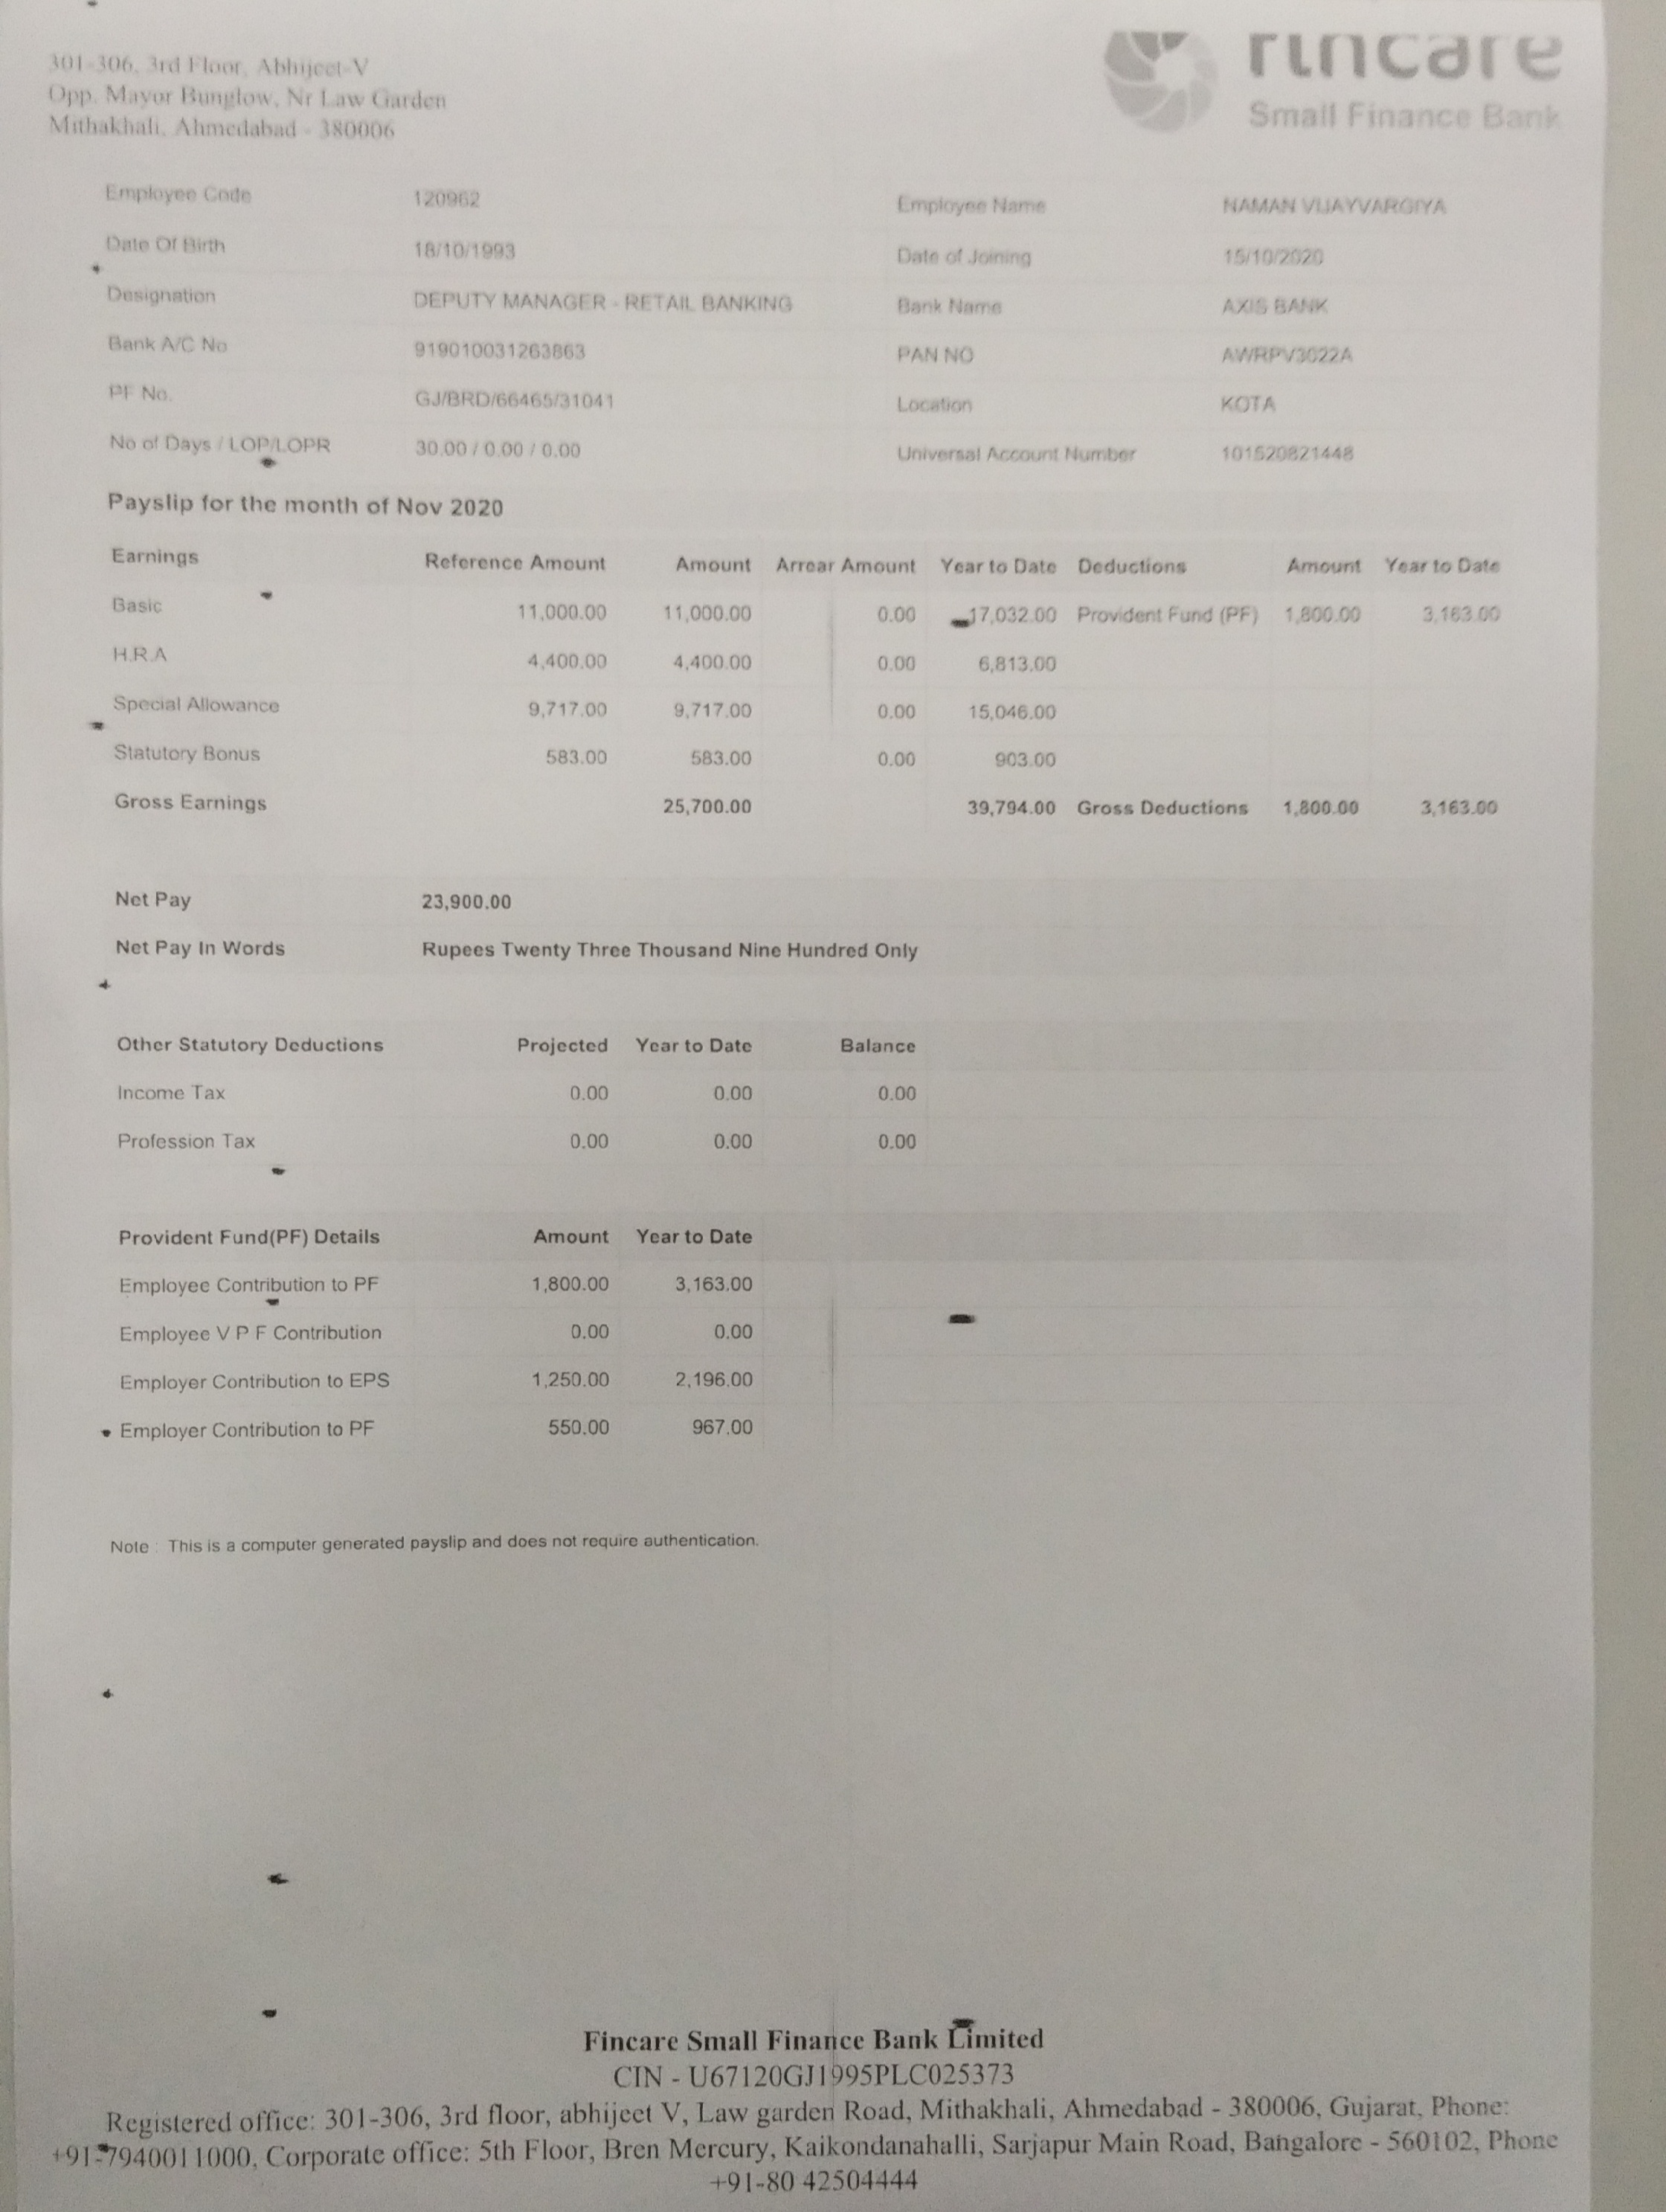 301-306, 3rd Floor, Abhijeet-V
Opp. Mayor Bunglow, Nr Law Garden
Mithakhali, Ahmedabad - 380006
fincare
Small Finance Bank
Employee Code 120962 Employee Name NAMAN VIJAYVARGIYA
Date Of Birth 18/10/1993 Date of Joining 15/10/2020
Designation DEPUTY MANAGER - RETAIL BANKING Bank Name AXIS BANK
Bank A/C No 919010031263863 PAN NO AWRPV3022A
PF No. GJ/BRD/66465/31041 Location KOTA
No of Days / LOP/LOPR 30.00 / 0.00 / 0.00 Universal Account Number 101520821448
Payslip for the month of Nov 2020
Earnings Reference Amount Amount Arrear Amount Year to Date Deductions Amount Year to Date
Basic 11,000.00 11,000.00 0.00 17,032.00 Provident Fund (PF) 1,800.00 3,163.00
H.R.A 4,400.00 4,400.00 0.00 6,813.00
Special Allowance 9,717.00 9,717.00 0.00 15,046.00
Statutory Bonus 583.00 583.00 0.00 903.00
Gross Earnings 25,700.00 39,794.00 Gross Deductions 1,800.00 3,163.00
Net Pay 23,900.00
Net Pay In Words Rupees Twenty Three Thousand Nine Hundred Only
Other Statutory Deductions Projected Year to Date Balance
Income Tax 0.00 0.00 0.00
Profession Tax 0.00 0.00 0.00
Provident Fund(PF) Details Amount Year to Date
Employee Contribution to PF 1,800.00 3,163.00
Employee V P F Contribution 0.00 0.00
Employer Contribution to EPS 1,250.00 2,196.00
Employer Contribution to PF 550.00 967.00
Note : This is a computer generated payslip and does not require authentication.
Fincare Small Finance Bank Limited
CIN - U67120GJ1995PLC025373
Registered office: 301-306, 3rd floor, abhijeet V, Law garden Road, Mithakhali, Ahmedabad - 380006, Gujarat, Phone:
+91-7940011000, Corporate office: 5th Floor, Bren Mercury, Kaikondanahalli, Sarjapur Main Road, Bangalore - 560102, Phone
+91-80 42504444